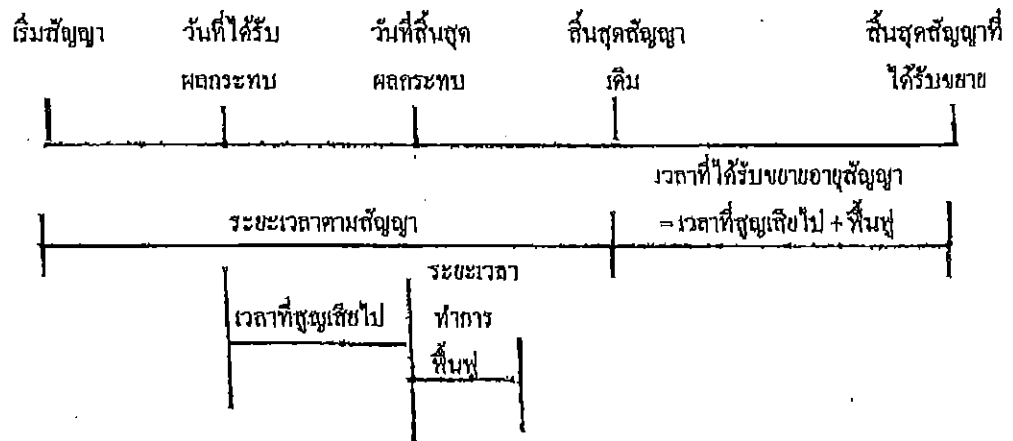 เริ่มสัญญา วันที่ได้รับ วันที่สิ้นสุด สิ้นสุดสัญญา สิ้นสุดสัญญาที่
ผลกระทบ ผลกระทบ เดิม ได้รับขยาย
เวลาที่ได้รับขยายอายุสัญญา
ระยะเวลาตามสัญญา =เวลาที่สูญเสียไป + ฟื้นฟู
ระยะเวลา
เวลาที่สูญเสียไป ทำการ
ฟื้นฟู